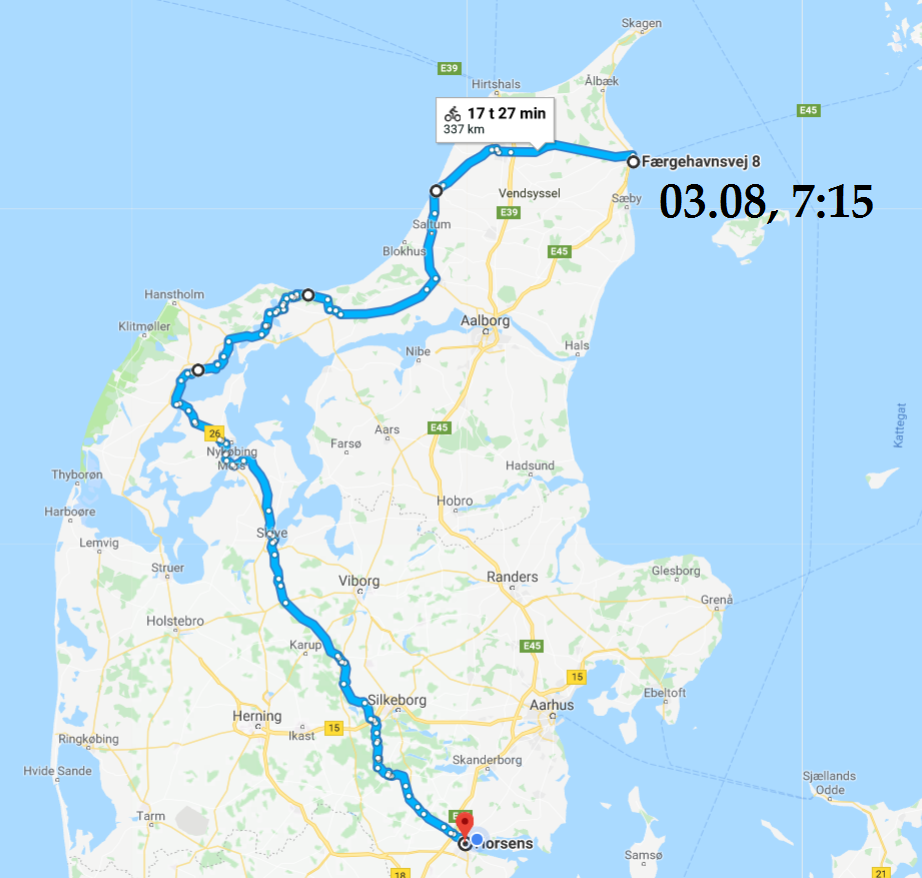 Skagen
E39
Hirtshals
Ålbæk
17 t 27 min
337 km
E45
Færgehavnsvej 8
Vendsyssel
Sæby
03.08, 7:15
E39
Saltum
Blokhus
E45
Hanstholm
Klitmøller
Aalborg
Nibe
Hals
26
Aars
E45
Kattegat
Farsø
Nykøbing
Mors
Hadsund
Thyborøn
Hobro
Harboøre
Lemvig
Skive
Struer
Viborg
Randers
Glesborg
Grenå
Holstebro
Karup
E45
15
Silkeborg
Ebeltoft
Aarhus
Herning
15
Ikast
Ringkøbing
Skanderborg
Hvide Sande
Sjællands
Odde
Tarm
Horsens
Samsø
18
21